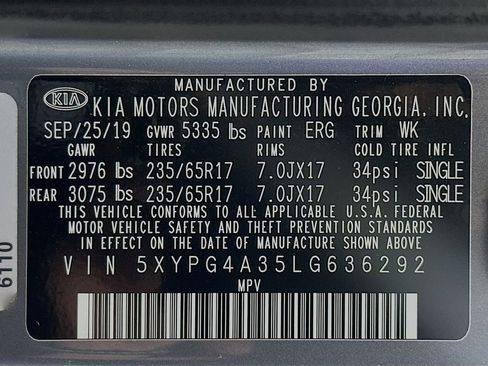 MANUFACTURED BY
KIA KIA MOTORS MANUFACTURING GEORGIA, INC.
SEP/25/19 GVWR 5335 lbs PAINT ERG TRIM WK
GAWR TIRES RIMS COLD TIRE INFL
FRONT 2976 lbs 235/65R17 7.0JX17 34psi SINGLE
REAR 3075 lbs 235/65R17 7.0JX17 34psi SINGLE
THIS VEHICLE CONFORMS TO ALL APPLICABLE U.S.A. FEDERAL
MOTOR VEHICLE SAFETY AND THEFT PREVENTION STANDARDS
IN EFFECT ON THE DATE OF MANUFACTURE SHOWN ABOVE.
VIN 5XYPG4A35LG636292
MPV
6110